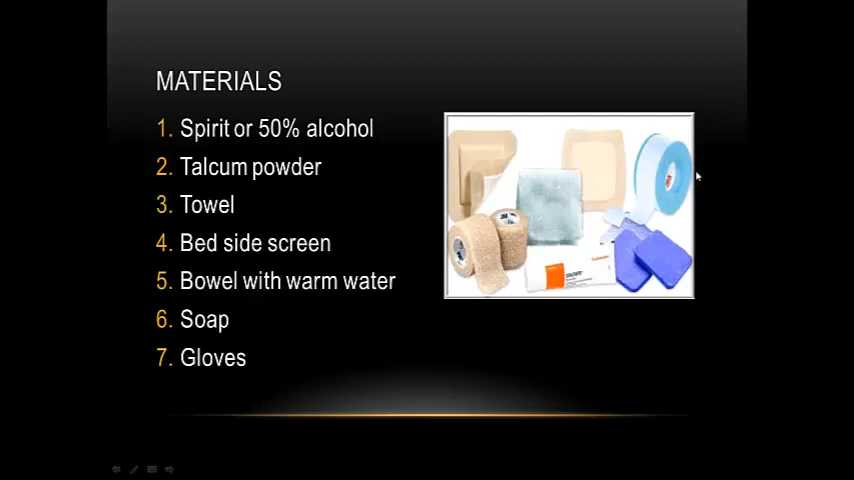 MATERIALS
1. Spirit or 50% alcohol
2. Talcum powder
3. Towel
4. Bed side screen
5. Bowel with warm water
6. Soap
7. Gloves